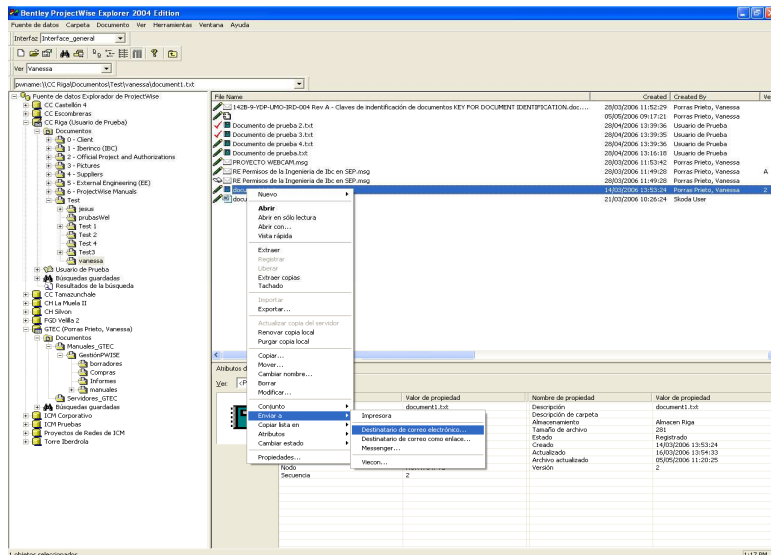 Bentley ProjectWise Explorer 2004 Edition
Fuente de datos Carpeta Documento Ver Herramientas Ventana Ayuda
Interfaz Interface_general
Ver Vanessa
pwname:\\CC Riga\Documentos\Test\vanessa\document1.txt
Fuente de datos Explorador de ProjectWise
CC Castellón 4
CC Escombreras
CC Riga (Usuario de Prueba)
Documentos
0 - Client
1 - Iberinco (IBC)
2 - Official Project and Authorizations
3 - Pictures
4 - Suppliers
5 - External Engineering (EE)
6 - ProjectWise Manuals
Test
jesus
prubasWel
Test 1
Test 2
Test 4
Test3
vanessa
Usuario de Prueba
Búsquedas guardadas
Resultados de la búsqueda
CC Tamazunchale
CH La Muela II
CH Silvon
FGD Velilla 2
GTEC (Porras Prieto, Vanessa)
Documentos
Manuales_GTEC
GestiónPWISE
borradores
Compras
Informes
manuales
Servidores_GTEC
Búsquedas guardadas
ICM Corporativo
ICM Pruebas
Proyectos de Redes de ICM
Torre Iberdrola
File Name Created Created By Ve
142B-9-YDP-UMO-IRD-004 Rev A - Claves de indentificación de documentos KEY FOR DOCUMENT IDENTIFICATION.doc.... 28/03/2006 11:52:29 Porras Prieto, Vanessa
05/05/2006 09:17:21 Porras Prieto, Vanessa
Documento de prueba 2.txt 28/04/2006 13:39:36 Usuario de Prueba
Documento de prueba 3.txt 28/04/2006 13:39:35 Usuario de Prueba
Documento de prueba 4.txt 28/04/2006 13:39:36 Usuario de Prueba
Documento de prueba.txt 28/04/2006 13:16:18 Usuario de Prueba
PROYECTO WEBCAM.msg 28/03/2006 11:53:42 Porras Prieto, Vanessa
RE Permisos de la Ingenieria de Ibc en SEP.msg 28/03/2006 11:49:28 Porras Prieto, Vanessa A
RE Permisos de la Ingenieria de Ibc en SEP.msg 28/03/2006 11:49:28 Porras Prieto, Vanessa
docu 14/03/2006 13:53:24 Porras Prieto, Vanessa 2
docu 21/03/2006 10:26:24 Skoda User
Nuevo
Abrir
Abrir en sólo lectura
Abrir con...
Vista rápida
Extraer
Registrar
Liberar
Extraer copias
Tachado
Importar
Exportar...
Actualizar copia del servidor
Renovar copia local
Purgar copia local
Copiar...
Mover...
Cambiar nombre...
Borrar
Modificar...
Conjunto
Enviar a
Copiar lista en
Atributos
Cambiar estado
Propiedades...
Impresora
Destinatario de correo electrónico...
Destinatario de correo como enlace...
Messenger...
Viecon...
Atributos d
Ver: <P
Valor de propiedad Nombre de propiedad Valor de propiedad
document1.txt Descripción document1.txt
Descripción de carpeta
Almacenamiento Almacen Riga
Tamaño de archivo 281
Estado Registrado
Creado 14/03/2006 13:53:24
Actualizado 16/03/2006 13:54:33
Archivo actualizado 05/05/2006 11:20:25
Nodo Versión 2
Secuencia 2
1 objetos seleccionados
1:17 PM